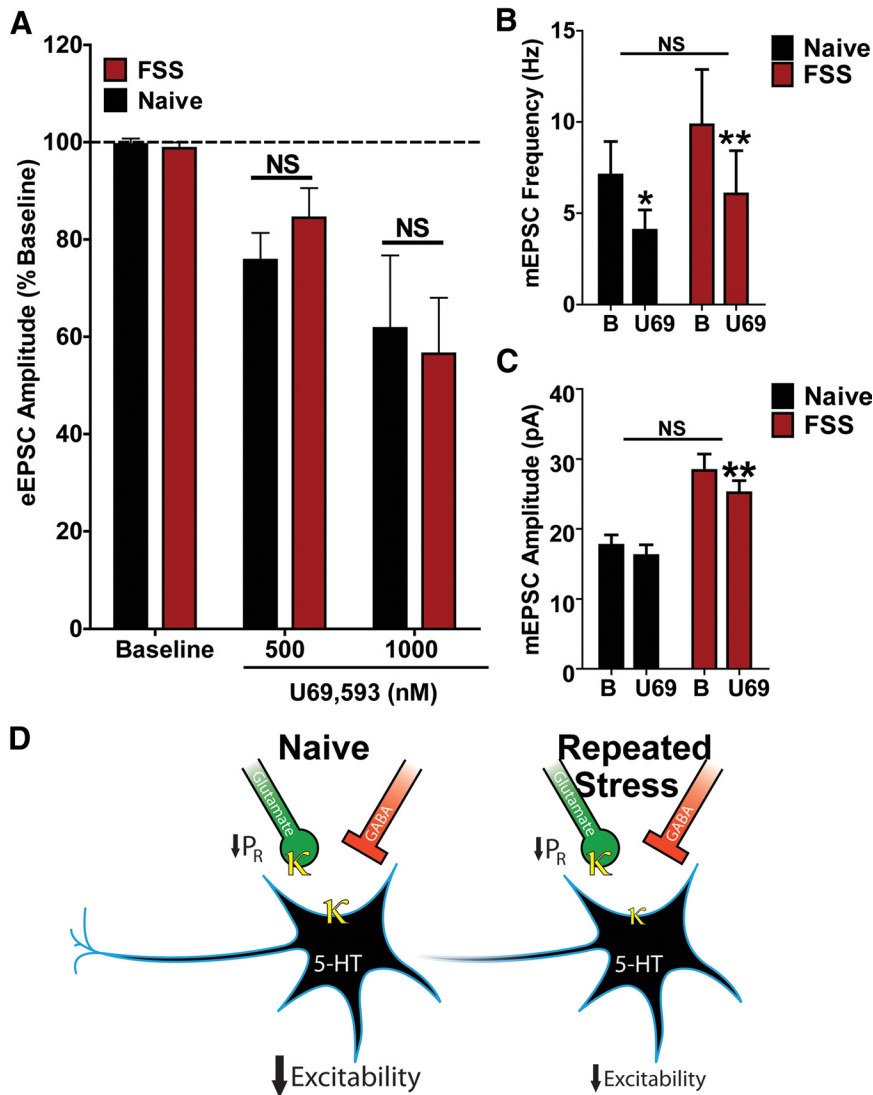 A
120
100
80
60
40
20
0
eEPSC Amplitude (% Baseline)
FSS
Naive
NS
NS
Baseline
500
1000
U69,593 (nM)
B
15
10
5
0
mEPSC Frequency (Hz)
NS
Naive
FSS
*
**
B
U69
B
U69
C
40
30
20
10
0
mEPSC Amplitude (pA)
NS
Naive
FSS
**
B
U69
B
U69
D
Naive
Glutamate
GABA
↓PR
κ
κ
5-HT
↓Excitability
Repeated
Stress
Glutamate
GABA
↓PR
κ
κ
5-HT
↓Excitability